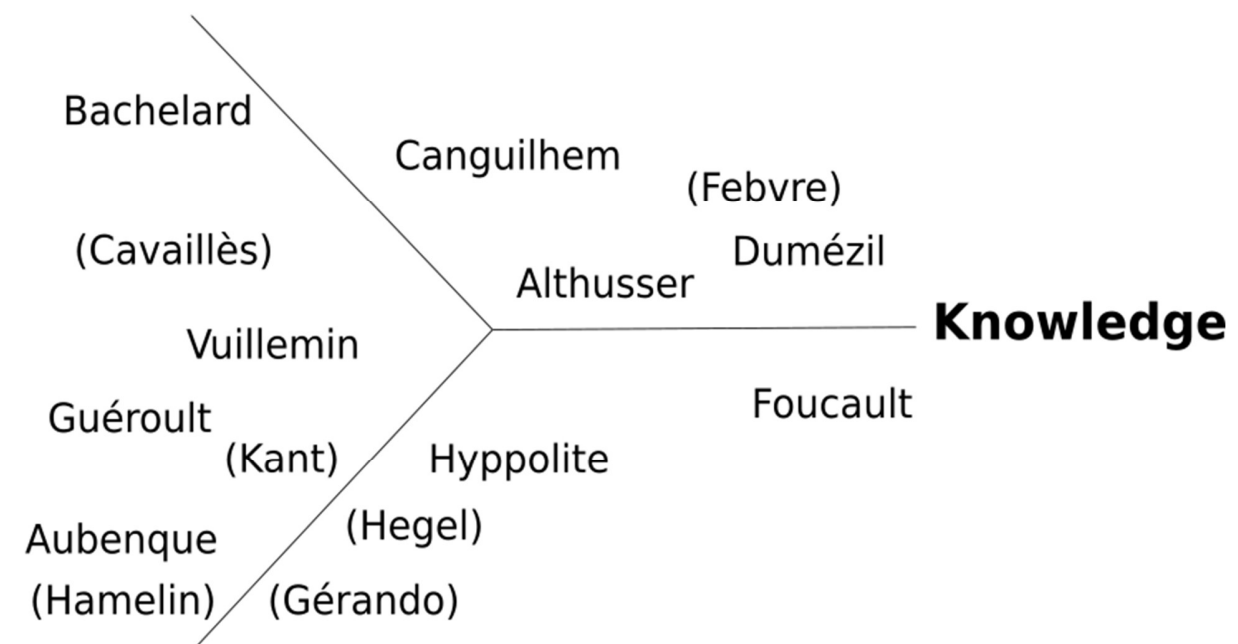 Bachelard
Canguilhem
(Febvre)
(Cavaillès)
Dumézil
Althusser
Knowledge
Vuillemin
Foucault
Guéroult
(Kant)
Hyppolite
(Hegel)
Aubenque
(Hamelin)
(Gérando)